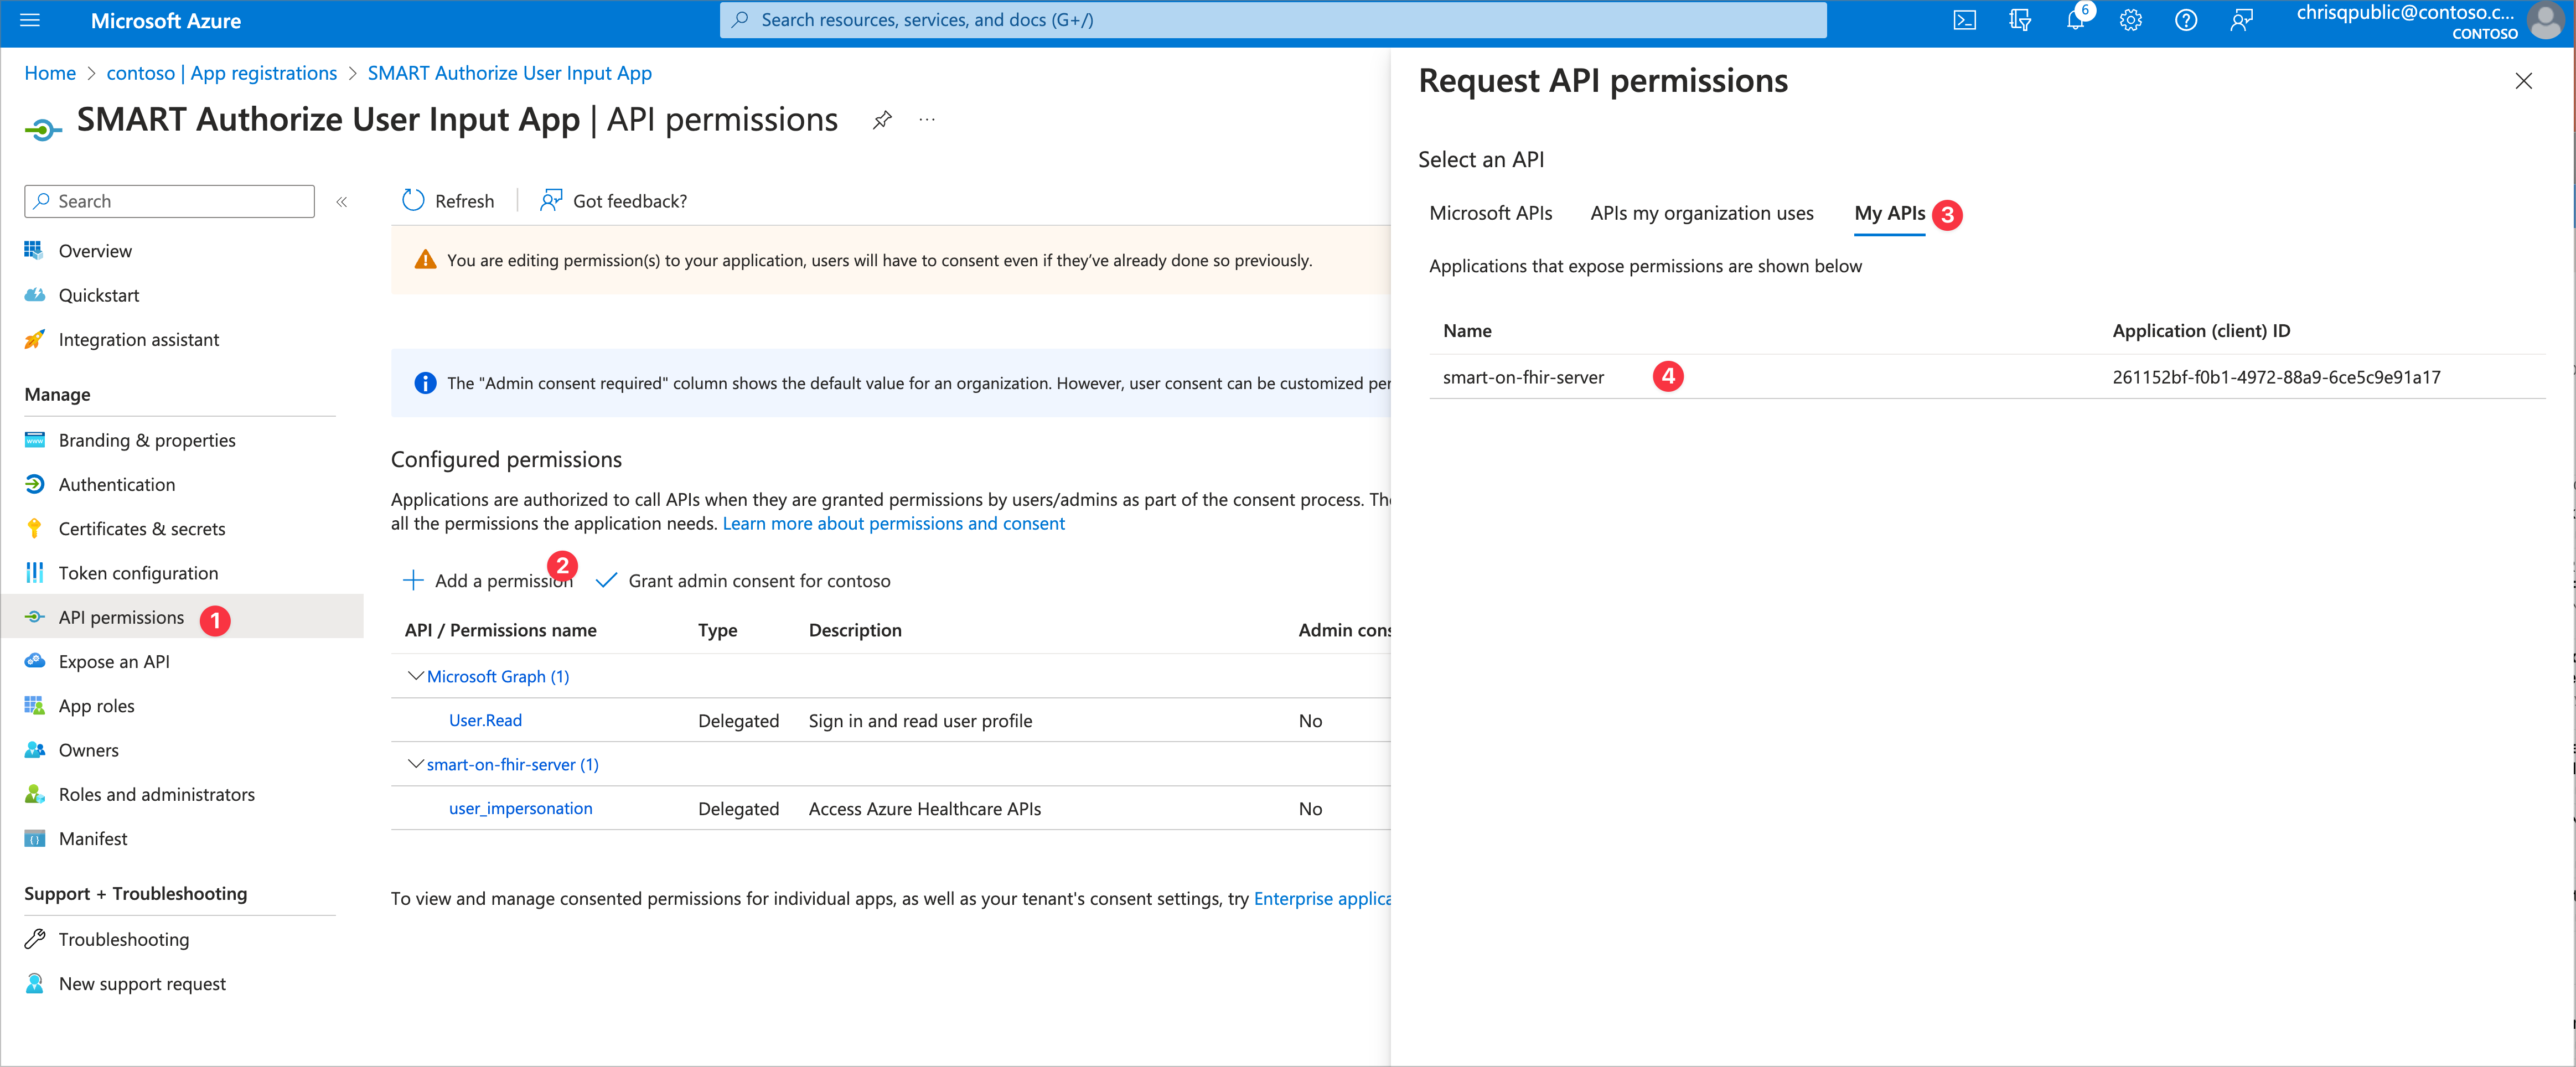 Microsoft Azure
Search resources, services, and docs (G+/)
6
chrisqpublic@contoso.c...
CONTOSO
Home > contoso | App registrations > SMART Authorize User Input App
SMART Authorize User Input App | API permissions
...
Search
«
Overview
Quickstart
Integration assistant
Manage
Branding & properties
Authentication
Certificates & secrets
Token configuration
API permissions 1
Expose an API
App roles
Owners
Roles and administrators
Manifest
Support + Troubleshooting
Troubleshooting
New support request
Refresh
Got feedback?
You are editing permission(s) to your application, users will have to consent even if they've already done so previously.
The "Admin consent required" column shows the default value for an organization. However, user consent can be customized per
Configured permissions
Applications are authorized to call APIs when they are granted permissions by users/admins as part of the consent process. The
all the permissions the application needs. Learn more about permissions and consent
Add a permission 2 Grant admin consent for contoso
API / Permissions name Type Description Admin cons
Microsoft Graph (1)
User.Read Delegated Sign in and read user profile No
smart-on-fhir-server (1)
user_impersonation Delegated Access Azure Healthcare APIs No
To view and manage consented permissions for individual apps, as well as your tenant's consent settings, try Enterprise applica
Request API permissions
Select an API
Microsoft APIs APIs my organization uses My APIs 3
Applications that expose permissions are shown below
Name Application (client) ID
smart-on-fhir-server 4 261152bf-f0b1-4972-88a9-6ce5c9e91a17